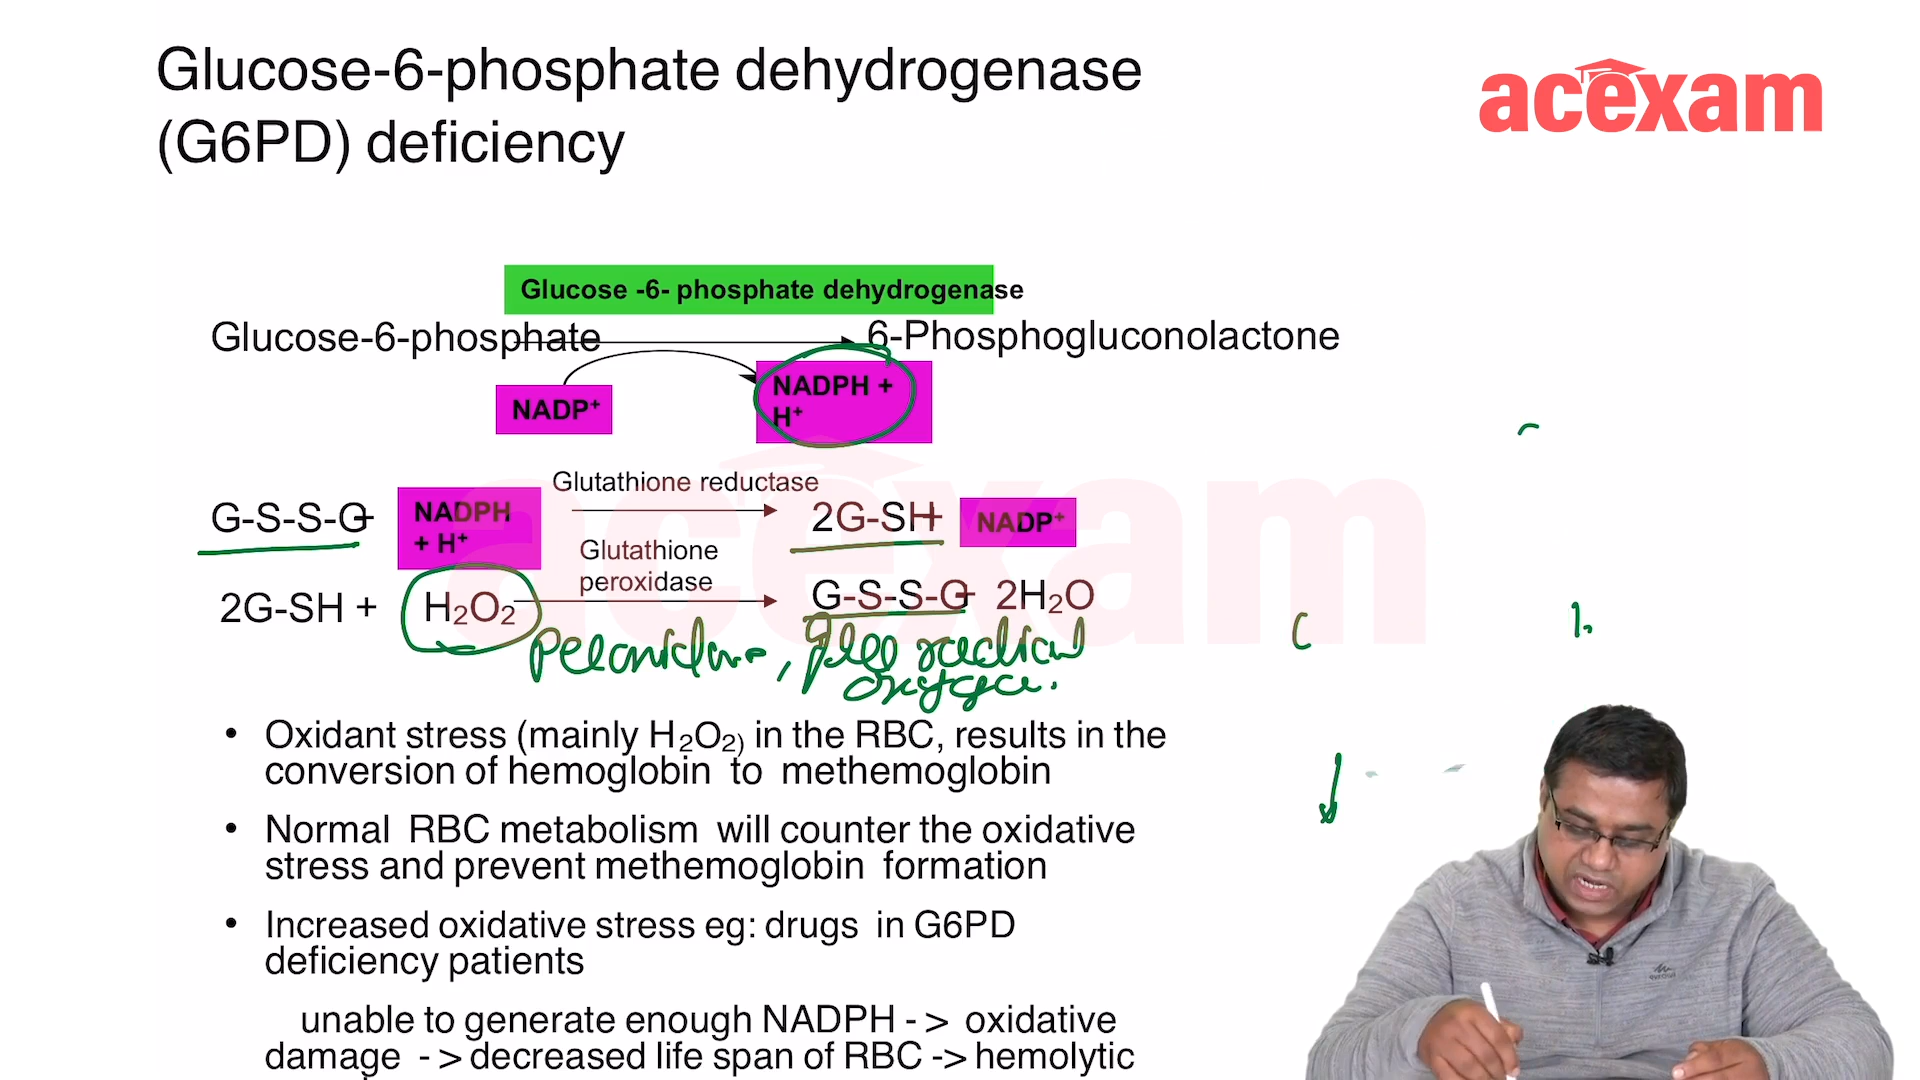 Glucose-6-phosphate dehydrogenase
(G6PD) deficiency
acexam
Glucose -6- phosphate dehydrogenase
Glucose-6-phosphate 6-Phosphogluconolactone
NADP⁺
NADPH +
H⁺
Glutathione reductase
G-S-S-G+ NADPH
+ H⁺
2G-SH+ NADP⁺
Glutathione
peroxidase
2G-SH + H₂O₂ G-S-S-G+ 2H₂O
, free radical
acexam
• Oxidant stress (mainly H₂O₂₎ in the RBC, results in the
conversion of hemoglobin to methemoglobin
• Normal RBC metabolism will counter the oxidative
stress and prevent methemoglobin formation
• Increased oxidative stress eg: drugs in G6PD
deficiency patients
unable to generate enough NADPH - > oxidative
damage - > decreased life span of RBC -> hemolytic